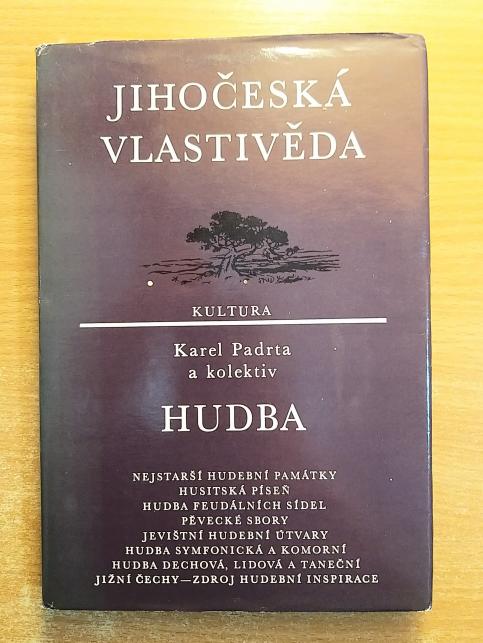 JIHOČESKÁ
VLASTIVĚDA
KULTURA
Karel Padrta
a kolektiv
HUDBA
NEJSTARŠÍ HUDEBNÍ PAMÁTKY
HUSITSKÁ PÍSEŇ
HUDBA FEUDÁLNÍCH SÍDEL
PĚVECKÉ SBORY
JEVIŠTNÍ HUDEBNÍ ÚTVARY
HUDBA SYMFONICKÁ A KOMORNÍ
HUDBA DECHOVÁ, LIDOVÁ A TANEČNÍ
JIŽNÍ ČECHY—ZDROJ HUDEBNÍ INSPIRACE